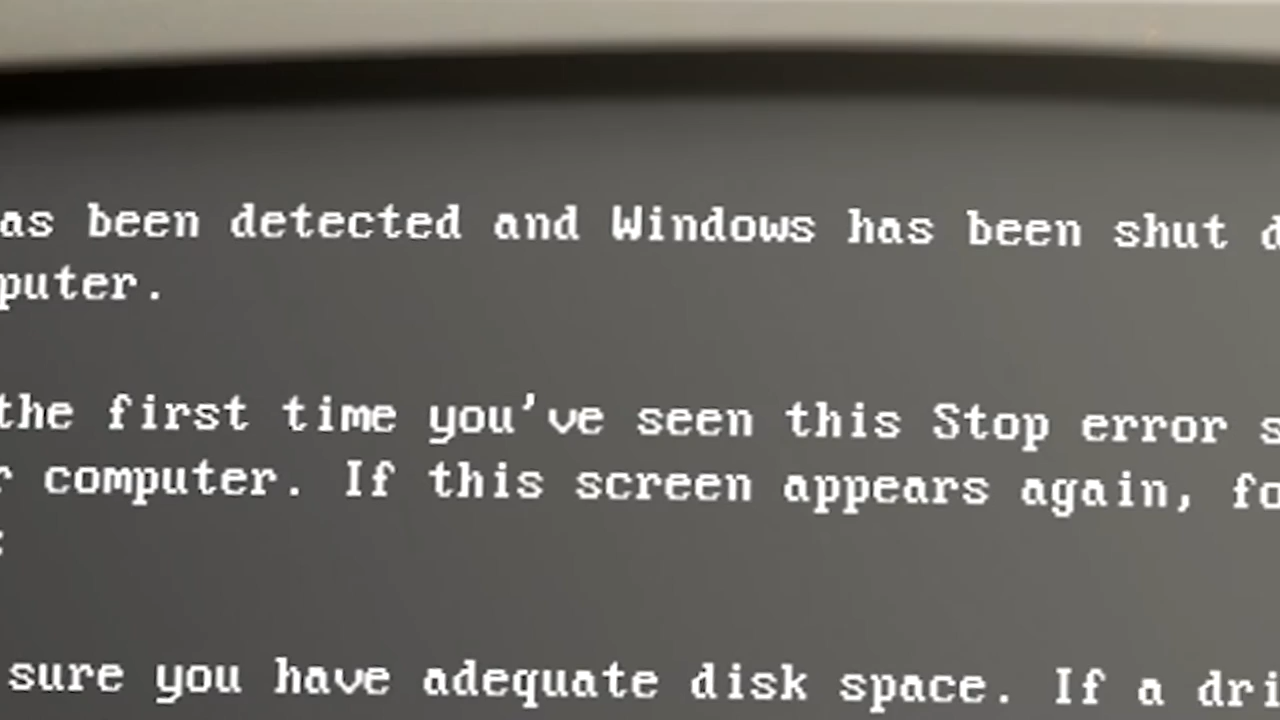 as been detected and Windows has been shut d
puter.
the first time you've seen this Stop error s
r computer. If this screen appears again, fo
:
sure you have adequate disk space. If a dri